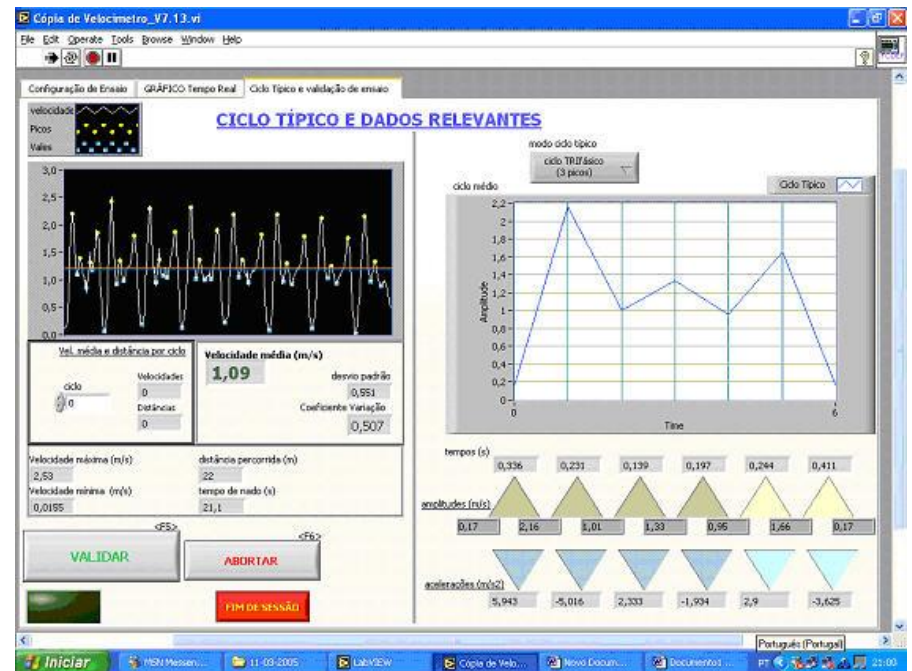 Cópia de Velocimetro_V7.13.vi
File Edit Operate Tools Browse Window Help
Configuração de Ensaio GRÁFICO Tempo Real Ciclo Típico e validação de ensaio
velocidade
Picos
Vales
CICLO TÍPICO E DADOS RELEVANTES
modo ciclo típico
ciclo TRIfásico
(3 picos)
ciclo médio
Ciclo Típico
3,0
2,5
2,0
1,5
1,0
0,5
0,0
2,2
2
1,8
1,6
1,4
1,2
1
0,8
0,6
0,4
0,2
0
Amplitude
0 6
Time
Vel. média e distância por ciclo
ciclo
0
Velocidades
0
Distâncias
0
Velocidade média (m/s)
1,09
desvio padrão
0,551
Coeficiente Variação
0,507
Velocidade máxima (m/s)
2,53
distância percorrida (m)
22
Velocidade mínima (m/s)
0,0155
tempo de nado (s)
21,1
<F5>
VALIDAR
<F6>
ABORTAR
FIM DE SESSÃO
tempos (s)
0,336 0,231 0,139 0,197 0,244 0,411
amplitudes (m/s)
0,17 2,16 1,01 1,33 0,95 1,66 0,17
acelerações (m/s2)
5,943 -5,016 2,333 -1,934 2,9 -3,625
Português (Portugal)
Iniciar MSN Messen... 11-03-2005 LabVIEW Cópia de Velo... Novo Docum... Documento1 ... PT 21:00